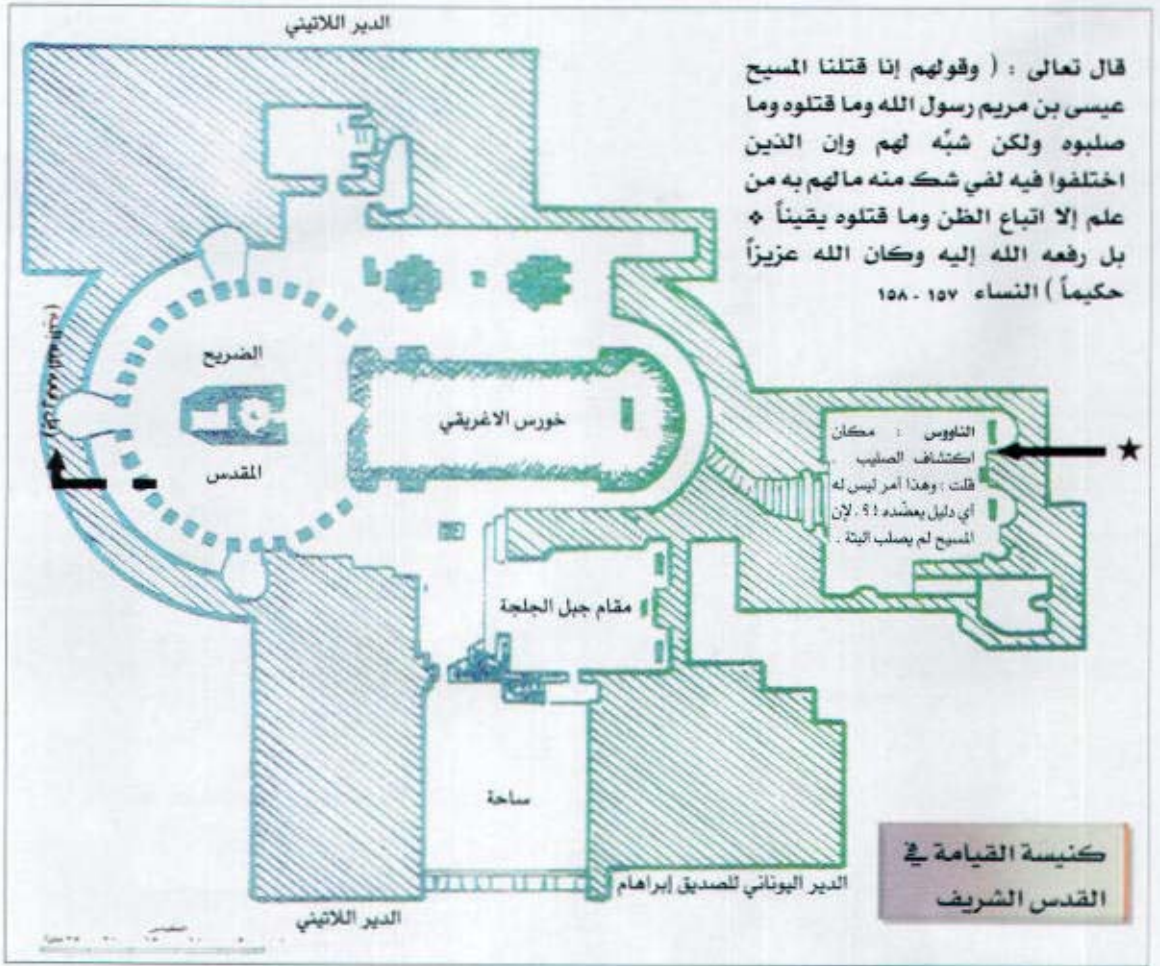 الدير اللاتيني
قال تعالى : ( وقولهم إنا قتلنا المسيح
عيسى بن مريم رسول الله وما قتلوه وما
صلبوه ولكن شبّه لهم وإن الذين
اختلفوا فيه لفي شك منه مالهم به من
علم إلا اتباع الظن وما قتلوه يقيناً ❖
بل رفعه الله إليه وكان الله عزيزاً
حكيماً ) النساء ١٥٧ - ١٥٨
الضريح
المقدس
خورس الاغريقي
الناووس : مكان
اكتشاف الصليب .
قلت : وهذا أمر ليس له
أي دليل يعضّده !؟ . لإن
المسيح لم يصلب البتة .
مقام جبل الجلجة
ساحة
الدير اليوناني للصديق إبراهام
الدير اللاتيني
كنيسة القيامة في
القدس الشريف